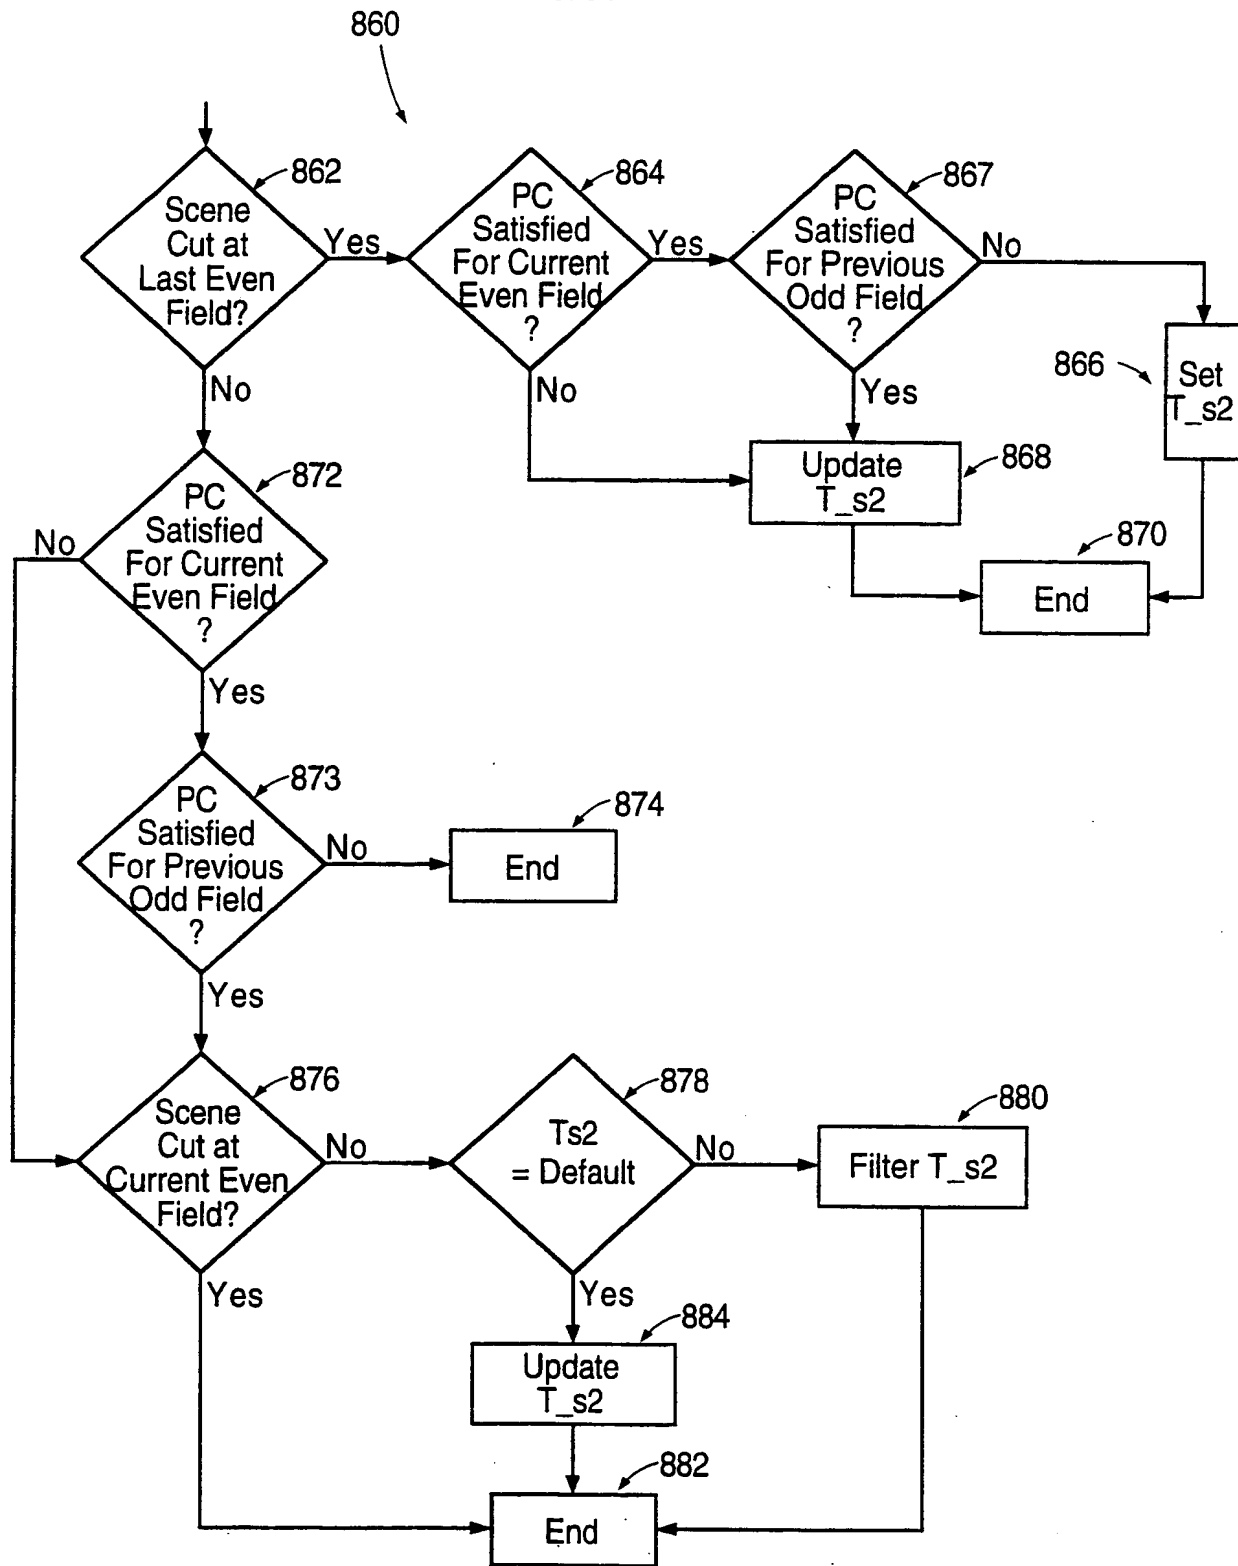 860
862
Scene
Cut at
Last Even
Field?
Yes
No
864
PC
Satisfied
For Current
Even Field
?
Yes
No
867
PC
Satisfied
For Previous
Odd Field
?
No
Yes
866
Set
T_s2
Update
T_s2
868
870
End
872
PC
Satisfied
For Current
Even Field
?
No
Yes
873
PC
Satisfied
For Previous
Odd Field
?
No
Yes
874
End
876
Scene
Cut at
Current Even
Field?
No
Yes
878
Ts2
= Default
No
Yes
880
Filter T_s2
884
Update
T_s2
882
End